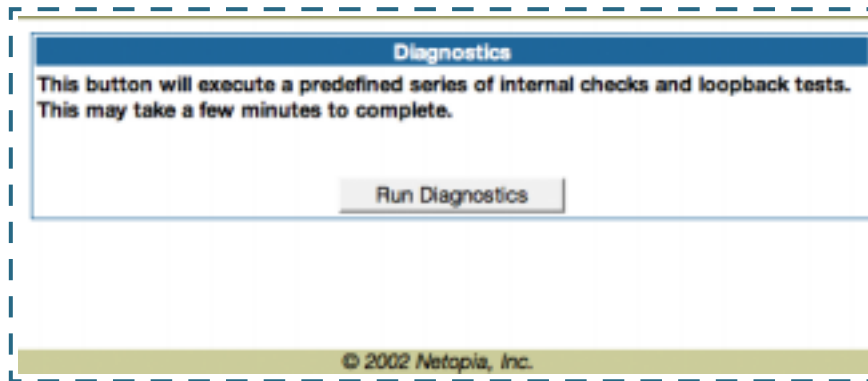 Diagnostics
This button will execute a predefined series of internal checks and loopback tests.
This may take a few minutes to complete.
Run Diagnostics
© 2002 Netopia, Inc.